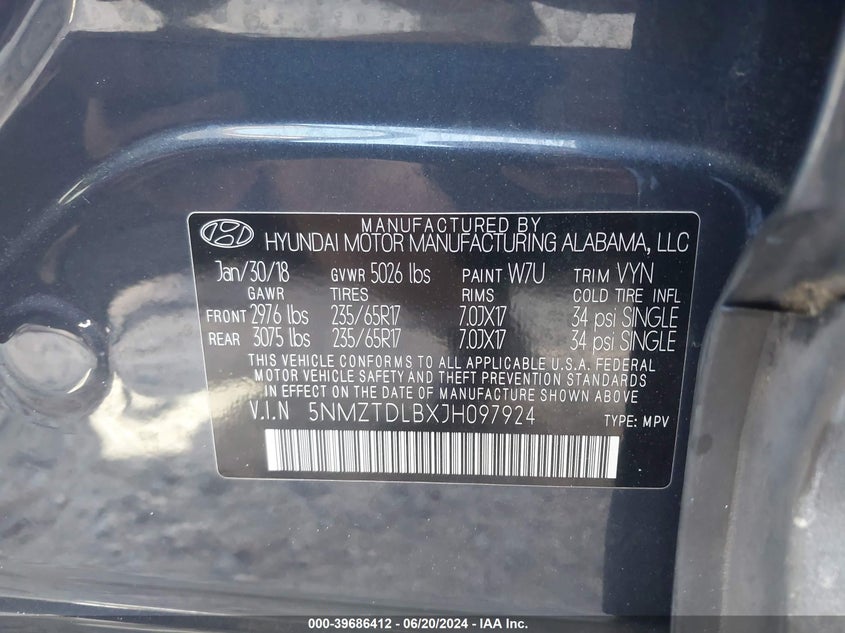 MANUFACTURED BY
HYUNDAI MOTOR MANUFACTURING ALABAMA, LLC
Jan/30/18 GVWR 5026 lbs PAINT W7U TRIM VYN
GAWR TIRES RIMS COLD TIRE INFL
FRONT 2976 lbs 235/65R17 7.0JX17 34 psi SINGLE
REAR 3075 lbs 235/65R17 7.0JX17 34 psi SINGLE
THIS VEHICLE CONFORMS TO ALL APPLICABLE U.S.A. FEDERAL
MOTOR VEHICLE SAFETY AND THEFT PREVENTION STANDARDS
IN EFFECT ON THE DATE OF MANUFACTURE SHOWN ABOVE
V.I.N 5NMZTDLBXJH097924 TYPE: MPV
000-39686412 - 06/20/2024 - IAA Inc.